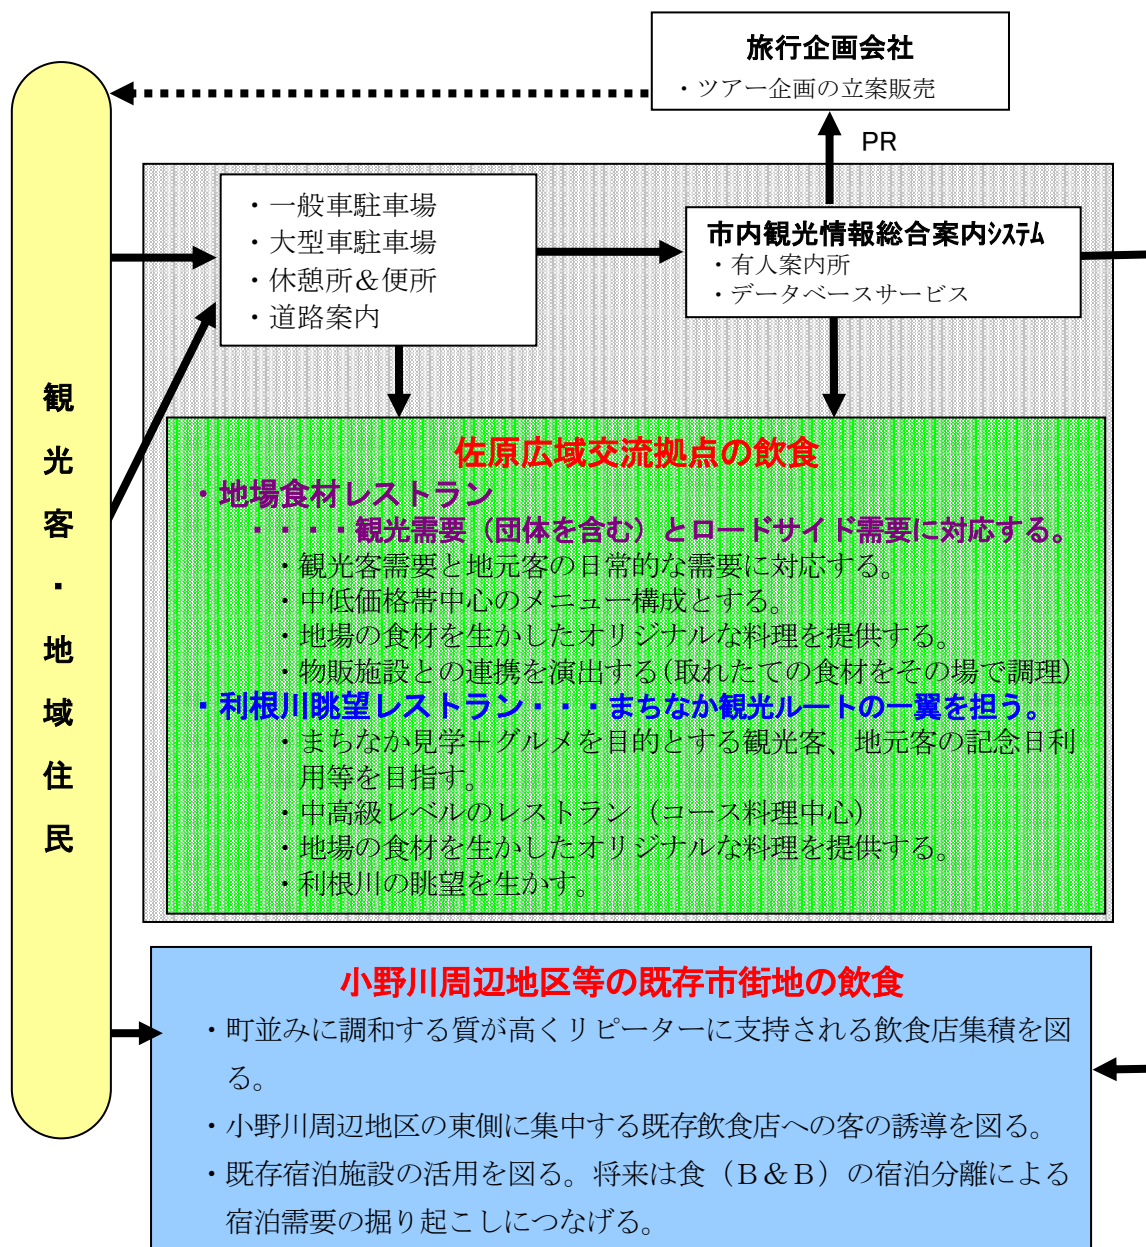 旅行企画会社
・ツアー企画の立案販売
PR
・一般車駐車場
・大型車駐車場
・休憩所＆便所
・道路案内
市内観光情報総合案内ｼｽﾃﾑ
・有人案内所
・データベースサービス
観光客・地域住民
佐原広域交流拠点の飲食
・地場食材レストラン
・・・・観光需要（団体を含む）とロードサイド需要に対応する。
・観光客需要と地元客の日常的な需要に対応する。
・中低価格帯中心のメニュー構成とする。
・地場の食材を生かしたオリジナルな料理を提供する。
・物販施設との連携を演出する(取れたての食材をその場で調理)
・利根川眺望レストラン・・・まちなか観光ルートの一翼を担う。
・まちなか見学＋グルメを目的とする観光客、地元客の記念日利
用等を目指す。
・中高級レベルのレストラン（コース料理中心）
・地場の食材を生かしたオリジナルな料理を提供する。
・利根川の眺望を生かす。
小野川周辺地区等の既存市街地の飲食
・町並みに調和する質が高くリピーターに支持される飲食店集積を図
る。
・小野川周辺地区の東側に集中する既存飲食店への客の誘導を図る。
・既存宿泊施設の活用を図る。将来は食（Ｂ＆Ｂ）の宿泊分離による
宿泊需要の掘り起こしにつなげる。